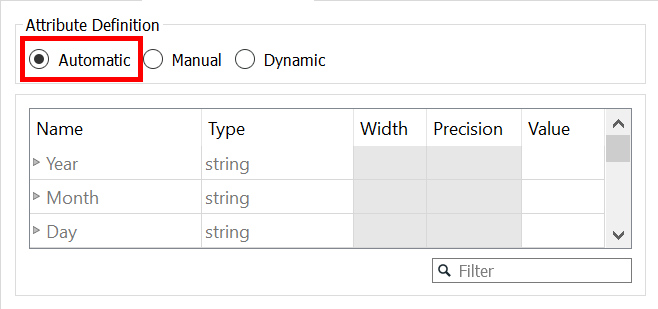 Attribute Definition
Automatic Manual Dynamic
Name Type Width Precision Value
Year string
Month string
Day string
Filter